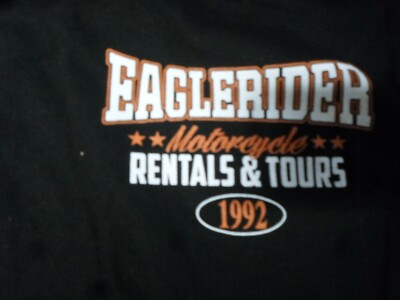 EAGLERIDER
Motorcycle
RENTALS & TOURS
1992